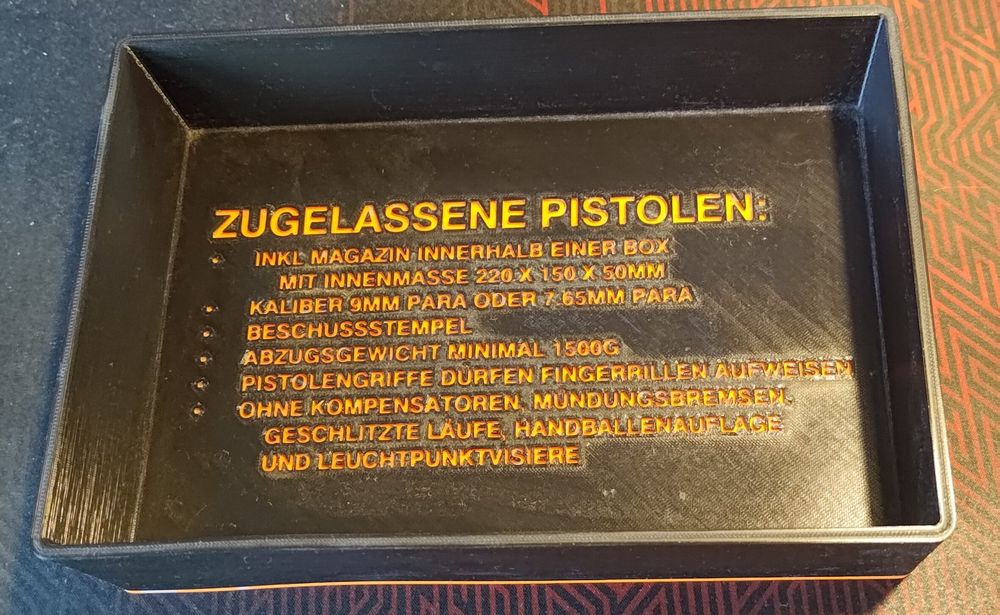 ZUGELASSENE PISTOLEN:
• INKL MAGAZIN INNERHALB EINER BOX
MIT INNENMASSE 220 X 150 X 50MM
• KALIBER 9MM PARA ODER 7.65MM PARA
• BESCHUSSSTEMPEL
• ABZUGSGEWICHT MINIMAL 1500G
• PISTOLENGRIFFE DÜRFEN FINGERRILLEN AUFWEISEN
• OHNE KOMPENSATOREN, MÜNDUNGSBREMSEN,
GESCHLITZTE LÄUFE, HANDBALLENAUFLAGE
UND LEUCHTPUNKTVISIERE